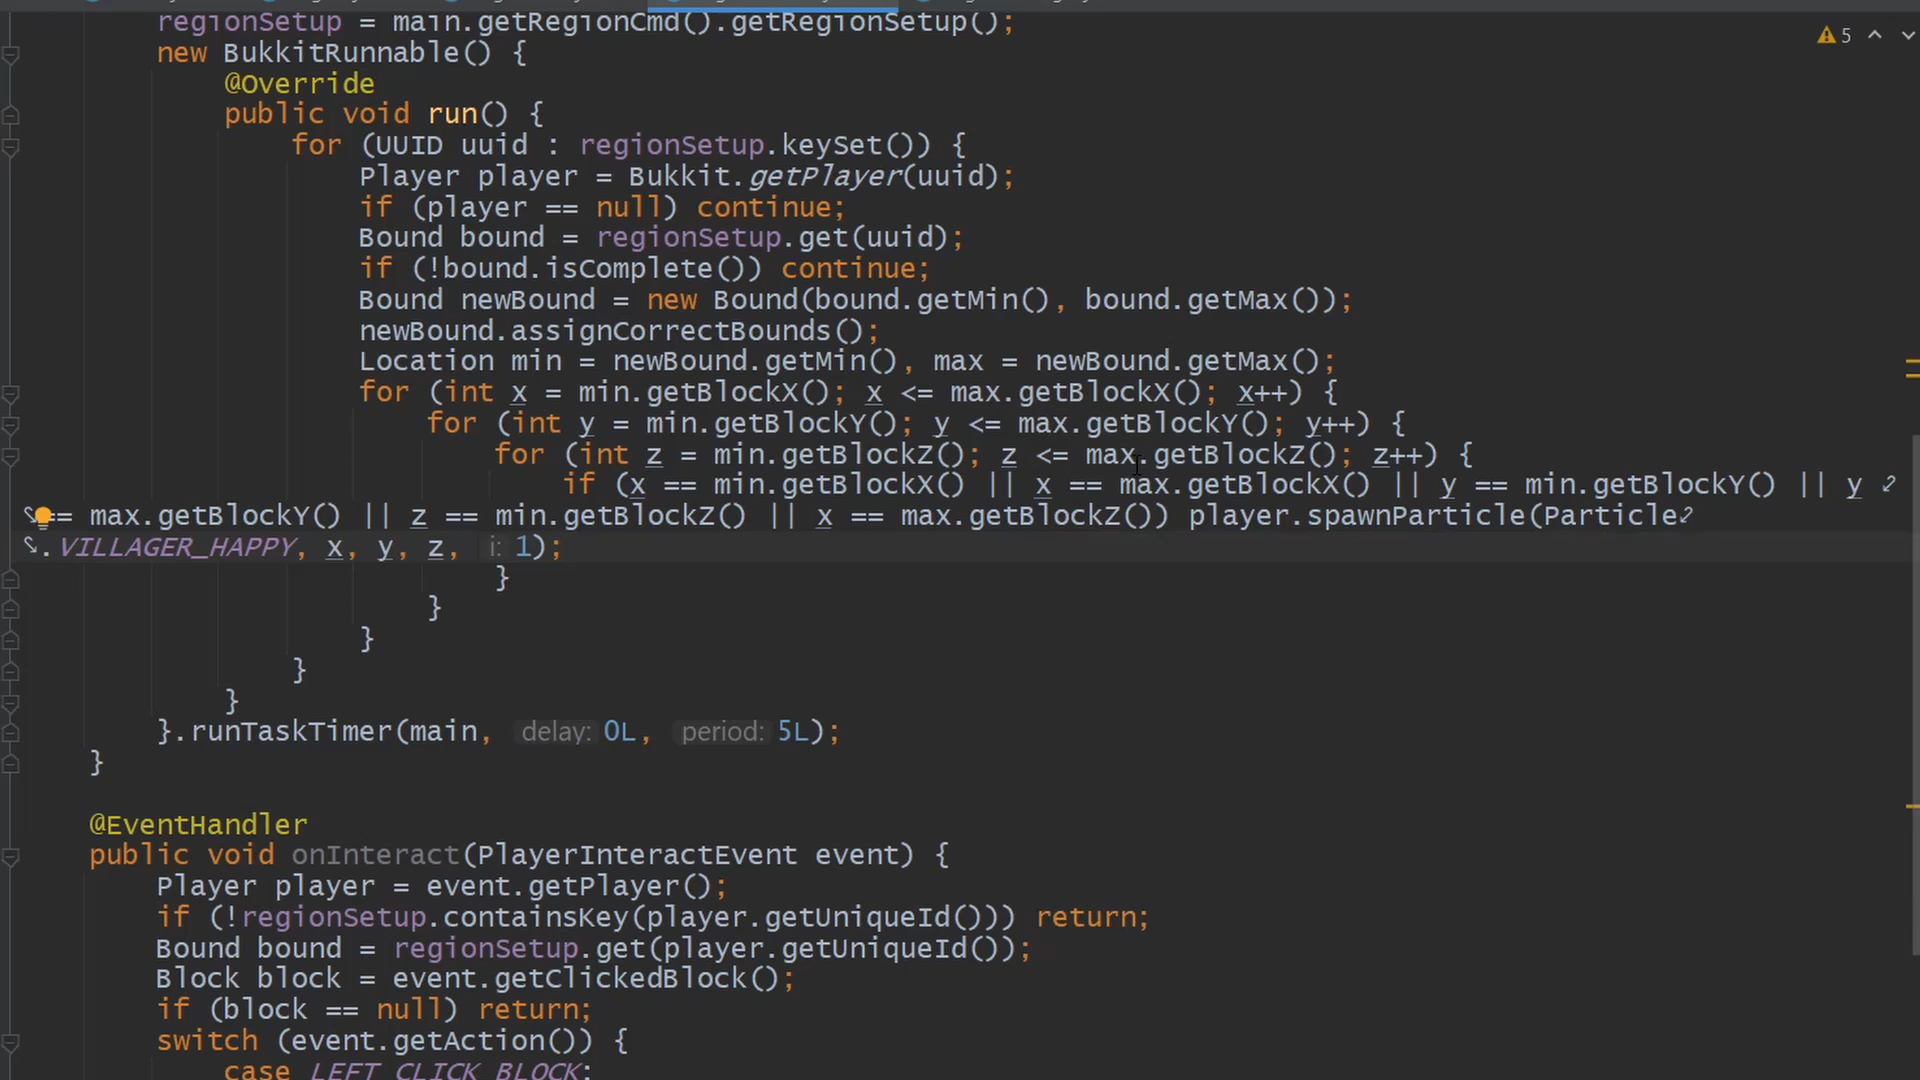 regionSetup = main.getRegionCmd().getRegionSetup();
5
new BukkitRunnable() {
@Override
public void run() {
for (UUID uuid : regionSetup.keySet()) {
Player player = Bukkit.getPlayer(uuid);
if (player == null) continue;
Bound bound = regionSetup.get(uuid);
if (!bound.isComplete()) continue;
Bound newBound = new Bound(bound.getMin(), bound.getMax());
newBound.assignCorrectBounds();
Location min = newBound.getMin(), max = newBound.getMax();
for (int x = min.getBlockX(); x <= max.getBlockX(); x++) {
for (int y = min.getBlockY(); y <= max.getBlockY(); y++) {
for (int z = min.getBlockZ(); z <= max.getBlockZ(); z++) {
if (x == min.getBlockX() || x == max.getBlockX() || y == min.getBlockY() || y
== max.getBlockY() || z == min.getBlockZ() || x == max.getBlockZ()) player.spawnParticle(Particle
.VILLAGER_HAPPY, x, y, z, i: 1);
}
}
}
}
}
}.runTaskTimer(main, delay: 0L, period: 5L);
}
@EventHandler
public void onInteract(PlayerInteractEvent event) {
Player player = event.getPlayer();
if (!regionSetup.containsKey(player.getUniqueId())) return;
Bound bound = regionSetup.get(player.getUniqueId());
Block block = event.getClickedBlock();
if (block == null) return;
switch (event.getAction()) {
case LEFT_CLICK_BLOCK: